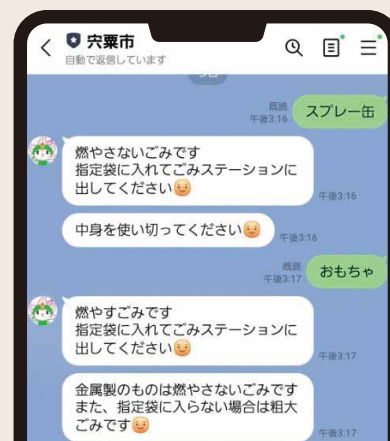 宍粟市
自動で返信しています
既読
午後3:16
スプレー缶
燃やさないごみです
指定袋に入れてごみステーションに
出してください
午後3:16
中身を使い切ってください
午後3:16
既読
午後3:17
おもちゃ
燃やすごみです
指定袋に入れてごみステーションに
出してください
午後3:17
金属製のものは燃やさないごみです
また、指定袋に入らない場合は粗大
ごみです
午後3:17